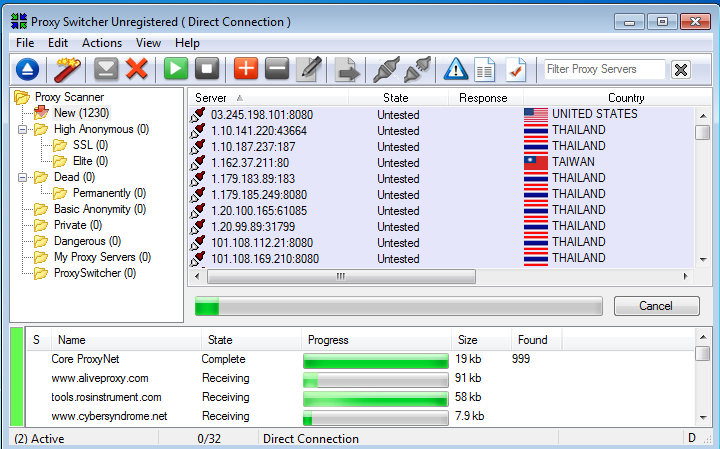 Proxy Switcher Unregistered ( Direct Connection )
File Edit Actions View Help
Filter Proxy Servers
Proxy Scanner
New (1230)
High Anonymous (0)
SSL (0)
Elite (0)
Dead (0)
Permanently (0)
Basic Anonymity (0)
Private (0)
Dangerous (0)
My Proxy Servers (0)
ProxySwitcher (0)
Server State Response Country
03.245.198.101:8080 Untested UNITED STATES
1.10.141.220:43664 Untested THAILAND
1.10.187.237:187 Untested THAILAND
1.162.37.211:80 Untested TAIWAN
1.179.183.89:183 Untested THAILAND
1.179.185.249:8080 Untested THAILAND
1.20.100.165:61085 Untested THAILAND
1.20.99.89:31799 Untested THAILAND
101.108.112.21:8080 Untested THAILAND
101.108.169.210:8080 Untested THAILAND
Cancel
S Name State Progress Size Found
Core ProxyNet Complete 19 kb 999
www.aliveproxy.com Receiving 91 kb
tools.rosinstrument.com Receiving 58 kb
www.cybersyndrome.net Receiving 7.9 kb
(2) Active 0/32 Direct Connection D